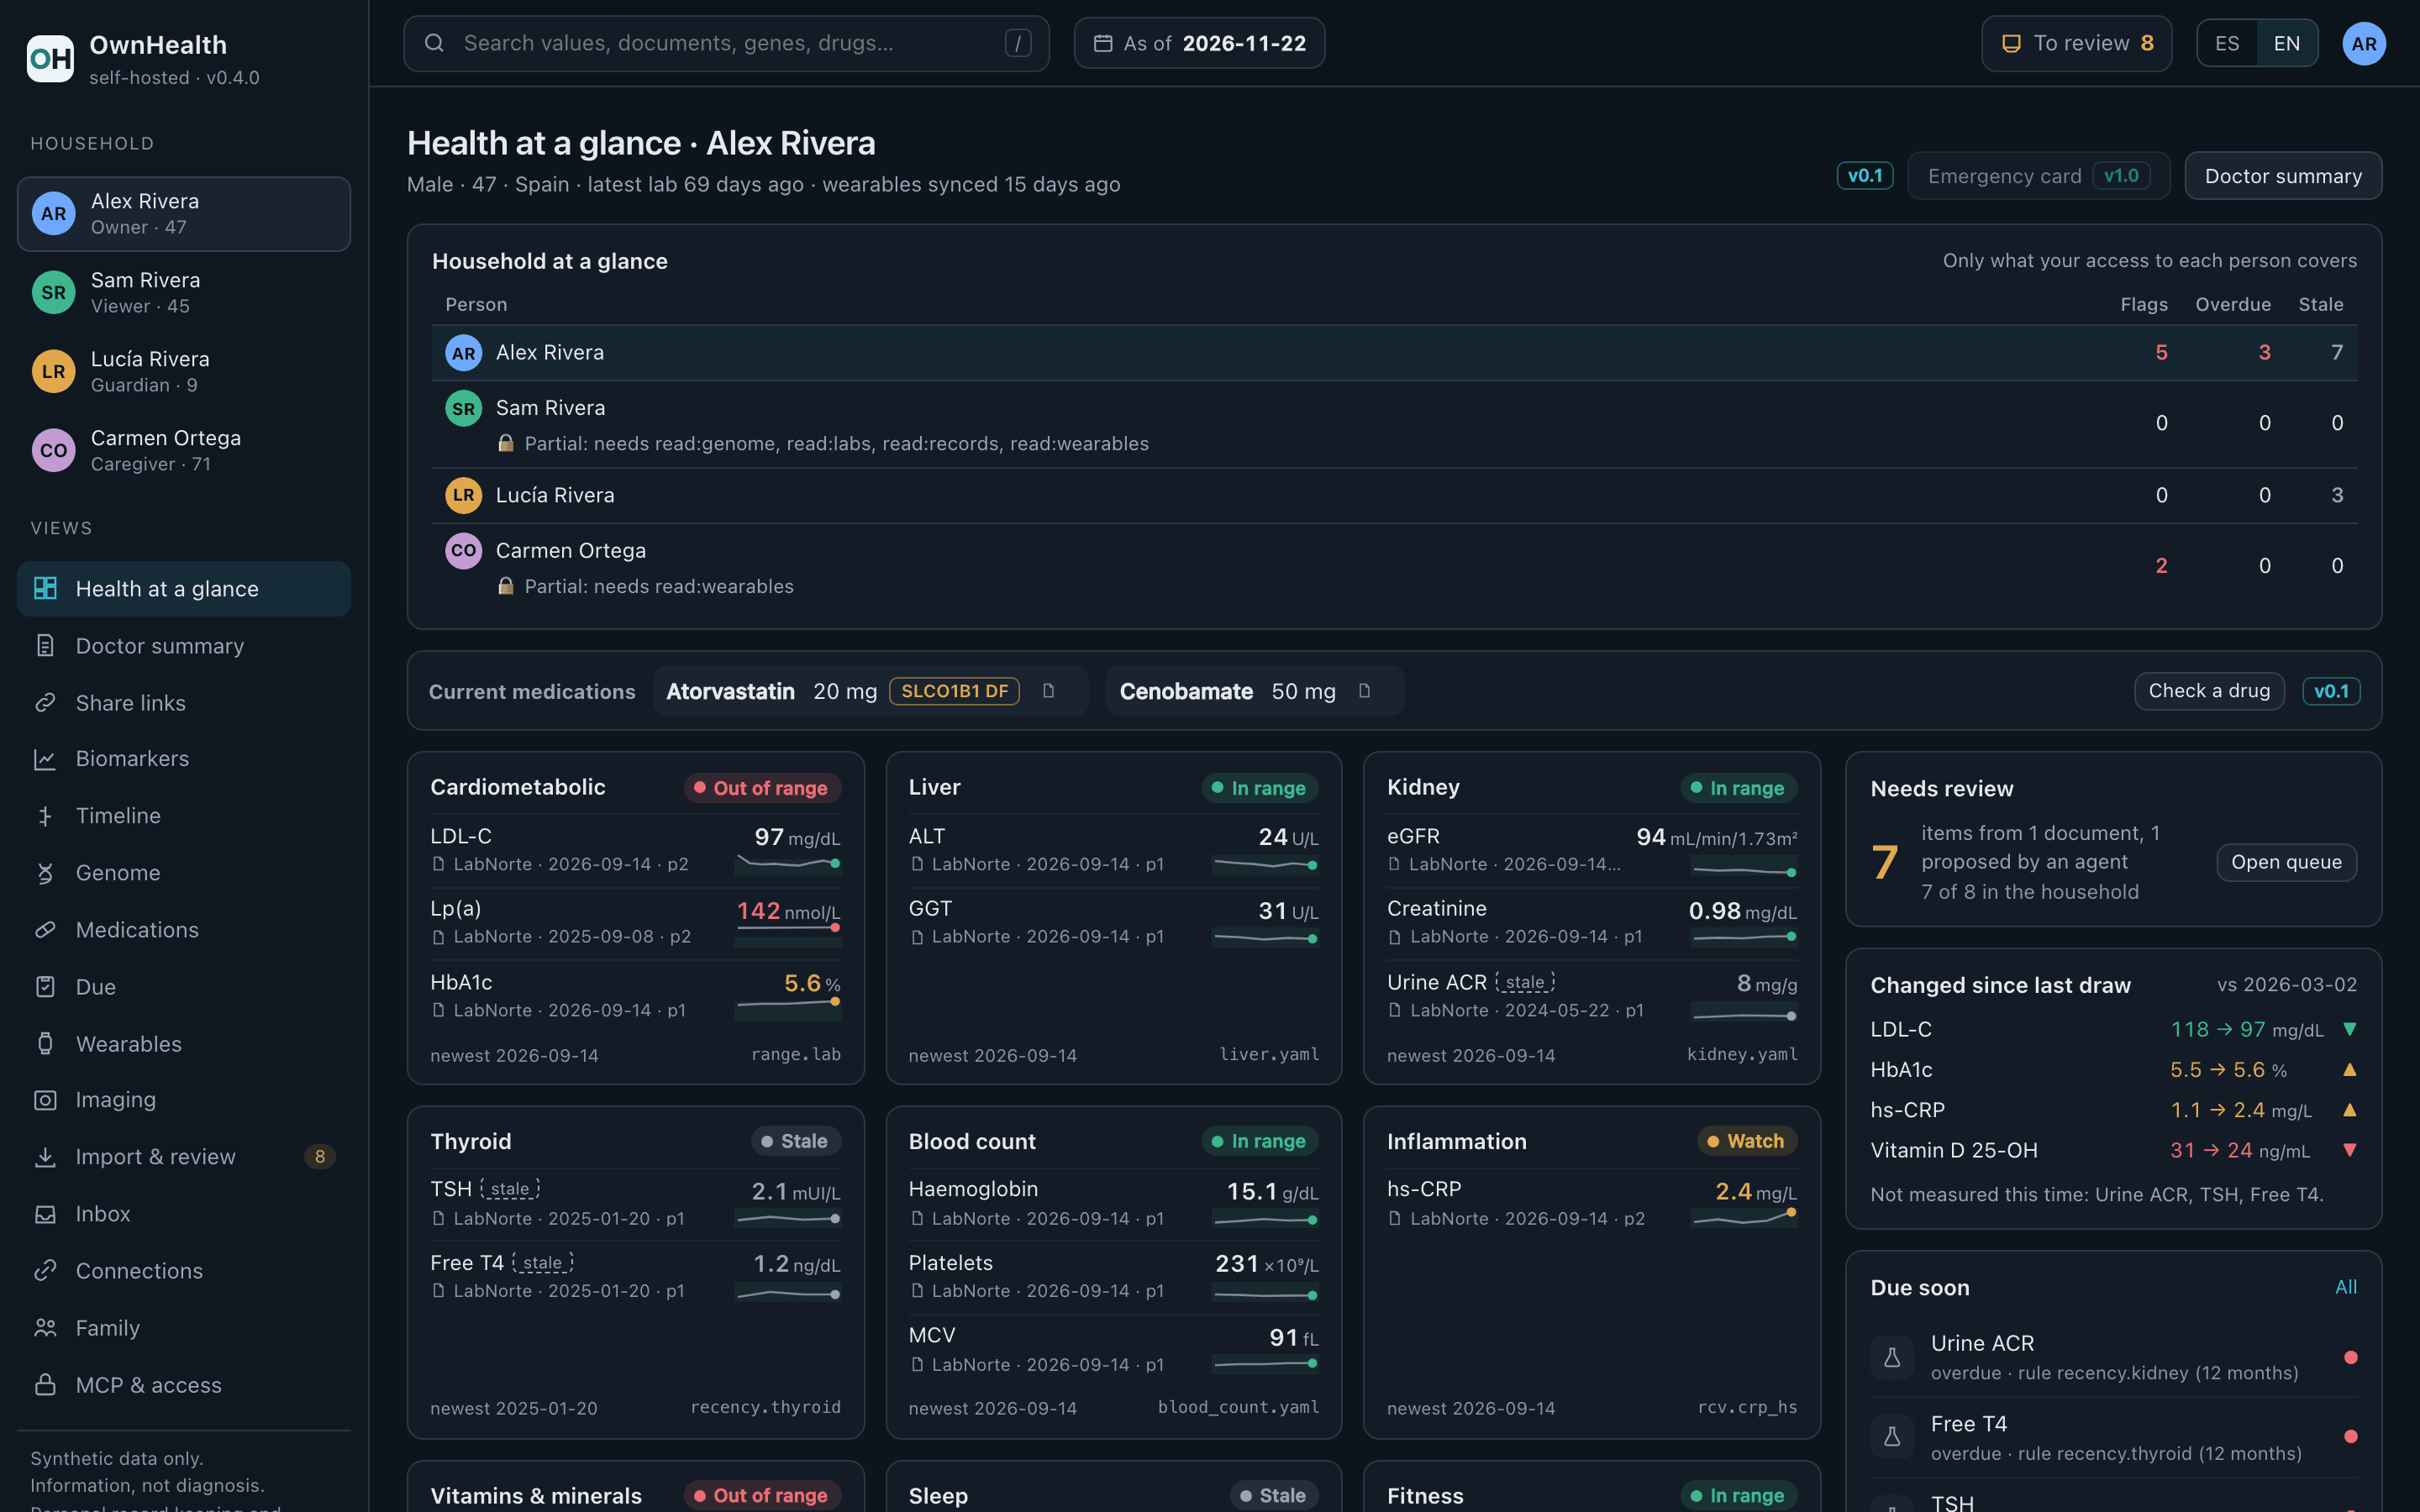 OH
OwnHealth
self-hosted · v0.4.0
HOUSEHOLD
AR
Alex Rivera
Owner · 47
SR
Sam Rivera
Viewer · 45
LR
Lucía Rivera
Guardian · 9
CO
Carmen Ortega
Caregiver · 71
VIEWS
Health at a glance
Doctor summary
Share links
Biomarkers
Timeline
Genome
Medications
Due
Wearables
Imaging
Import & review 8
Inbox
Connections
Family
MCP & access
Synthetic data only.
Information, not diagnosis.
Personal record keeping and
Search values, documents, genes, drugs... /
As of 2026-11-22
To review 8
ES EN
AR
Health at a glance · Alex Rivera
Male · 47 · Spain · latest lab 69 days ago · wearables synced 15 days ago
v0.1
Emergency card v1.0
Doctor summary
Household at a glance
Only what your access to each person covers
Person Flags Overdue Stale
AR Alex Rivera 5 3 7
SR Sam Rivera 0 0 0
Partial: needs read:genome, read:labs, read:records, read:wearables
LR Lucía Rivera 0 0 3
CO Carmen Ortega 2 0 0
Partial: needs read:wearables
Current medications
Atorvastatin 20 mg SLCO1B1 DF
Cenobamate 50 mg
Check a drug v0.1
Cardiometabolic Out of range
LDL-C 97 mg/dL
LabNorte · 2026-09-14 · p2
Lp(a) 142 nmol/L
LabNorte · 2025-09-08 · p2
HbA1c 5.6 %
LabNorte · 2026-09-14 · p1
newest 2026-09-14 range.lab
Liver In range
ALT 24 U/L
LabNorte · 2026-09-14 · p1
GGT 31 U/L
LabNorte · 2026-09-14 · p1
newest 2026-09-14 liver.yaml
Kidney In range
eGFR 94 mL/min/1.73m²
LabNorte · 2026-09-14...
Creatinine 0.98 mg/dL
LabNorte · 2026-09-14 · p1
Urine ACR stale 8 mg/g
LabNorte · 2024-05-22 · p1
newest 2026-09-14 kidney.yaml
Needs review
7
items from 1 document, 1
proposed by an agent
7 of 8 in the household
Open queue
Changed since last draw vs 2026-03-02
LDL-C 118 → 97 mg/dL ▼
HbA1c 5.5 → 5.6 % ▲
hs-CRP 1.1 → 2.4 mg/L ▲
Vitamin D 25-OH 31 → 24 ng/mL ▼
Not measured this time: Urine ACR, TSH, Free T4.
Thyroid Stale
TSH stale 2.1 mUI/L
LabNorte · 2025-01-20 · p1
Free T4 stale 1.2 ng/dL
LabNorte · 2025-01-20 · p1
newest 2025-01-20 recency.thyroid
Blood count In range
Haemoglobin 15.1 g/dL
LabNorte · 2026-09-14 · p1
Platelets 231 ×10⁹/L
LabNorte · 2026-09-14 · p1
MCV 91 fL
LabNorte · 2026-09-14 · p1
newest 2026-09-14 blood_count.yaml
Inflammation Watch
hs-CRP 2.4 mg/L
LabNorte · 2026-09-14 · p2
newest 2026-09-14 rcv.crp_hs
Due soon All
Urine ACR
overdue · rule recency.kidney (12 months)
Free T4
overdue · rule recency.thyroid (12 months)
TSH
Vitamins & minerals Out of range
Sleep Stale
Fitness In range